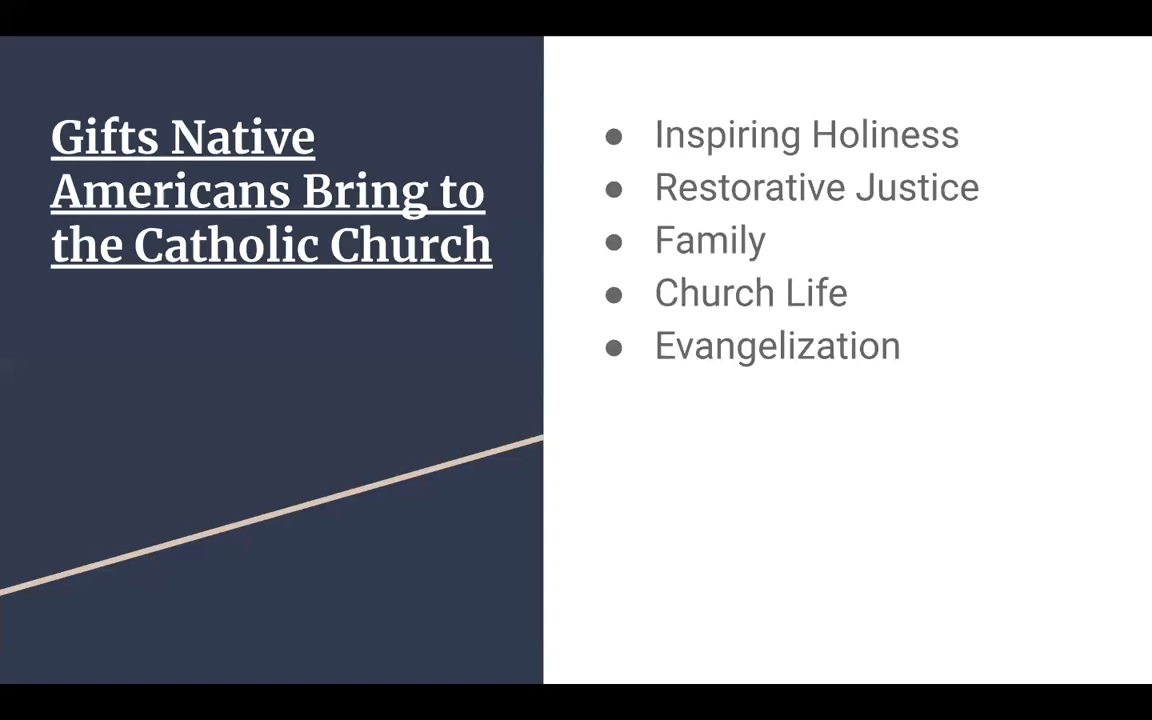 Gifts Native
Americans Bring to
the Catholic Church
● Inspiring Holiness
● Restorative Justice
● Family
● Church Life
● Evangelization